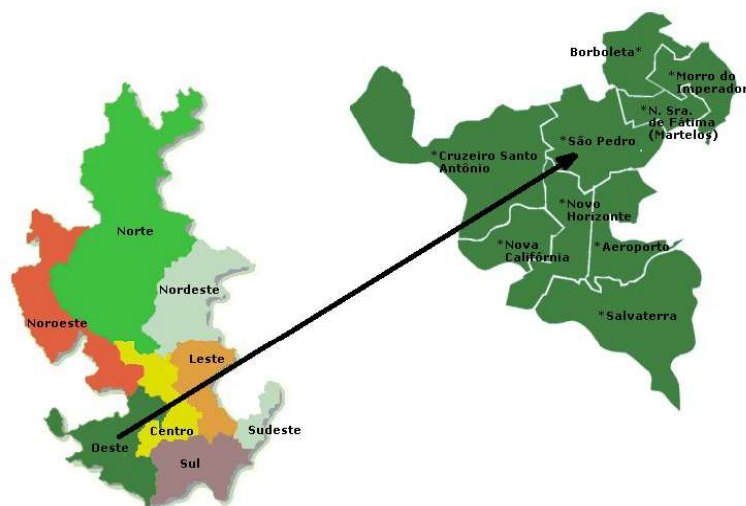 Norte
Nordeste
Noroeste
Leste
Centro
Sudeste
Oeste
Sul
Borboleta*
*Morro do
Imperador
*N. Sra.
de Fátima
(Martelos)
*São Pedro
*Cruzeiro Santo
Antônio
*Novo
Horizonte
*Nova
Califórnia
*Aeroporto
*Salvaterra